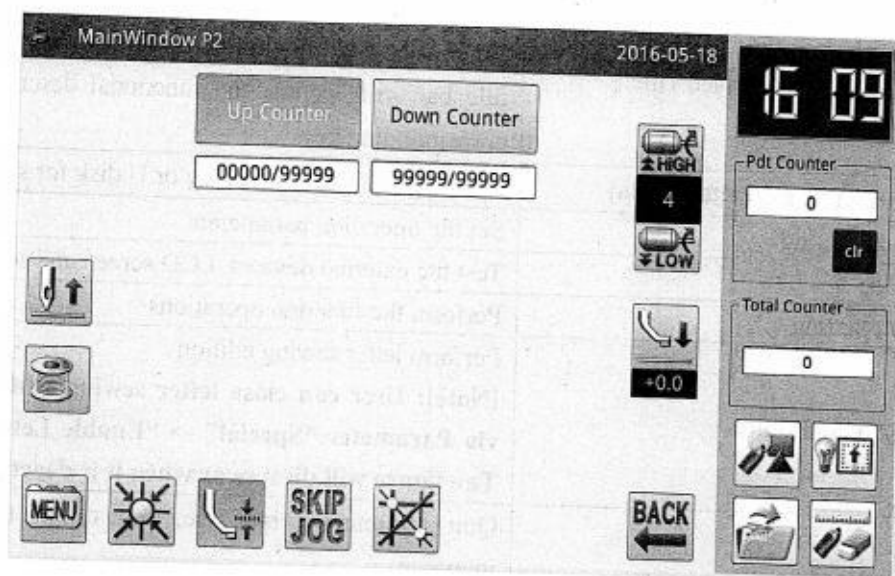 MainWindow P2
2016-05-18
16 09
Up Counter
Down Counter
00000/99999
99999/99999
HIGH
4
LOW
Pdt Counter
0
clr
Total Counter
0
+0.0
MENU
SKIP
JOG
BACK